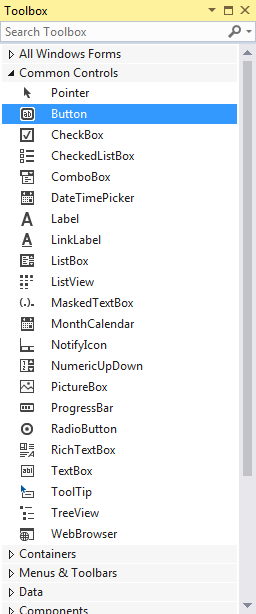 Toolbox
Search Toolbox
All Windows Forms
Common Controls
Pointer
Button
CheckBox
CheckedListBox
ComboBox
DateTimePicker
Label
LinkLabel
ListBox
ListView
MaskedTextBox
MonthCalendar
NotifyIcon
NumericUpDown
PictureBox
ProgressBar
RadioButton
RichTextBox
TextBox
ToolTip
TreeView
WebBrowser
Containers
Menus & Toolbars
Data
Components